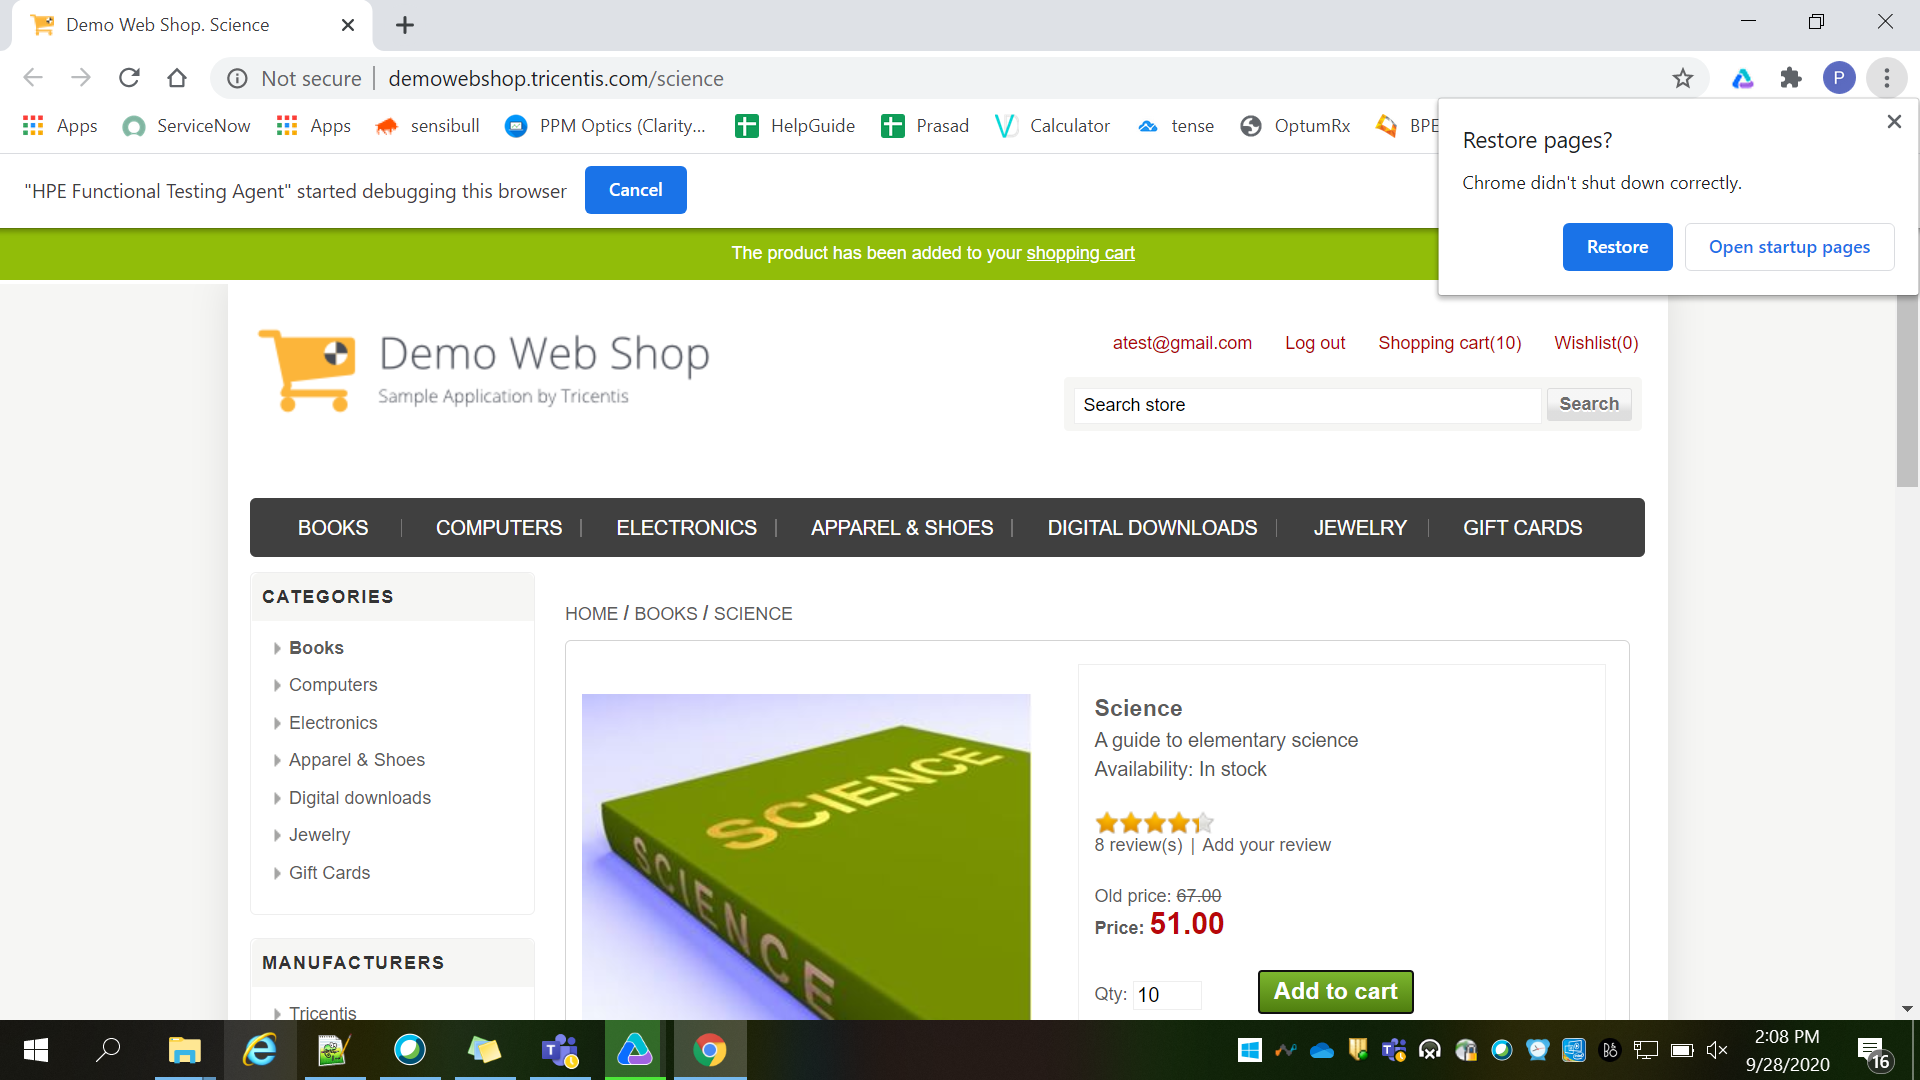 Demo Web Shop. Science
Not secure | demowebshop.tricentis.com/science
P
Apps ServiceNow Apps sensibull PPM Optics (Clarity... HelpGuide Prasad Calculator tense OptumRx BPE
Restore pages?
Chrome didn't shut down correctly.
Restore Open startup pages
"HPE Functional Testing Agent" started debugging this browser Cancel
The product has been added to your shopping cart
Demo Web Shop
Sample Application by Tricentis
atest@gmail.com Log out Shopping cart(10) Wishlist(0)
Search store Search
BOOKS COMPUTERS ELECTRONICS APPAREL & SHOES DIGITAL DOWNLOADS JEWELRY GIFT CARDS
CATEGORIES
Books
Computers
Electronics
Apparel & Shoes
Digital downloads
Jewelry
Gift Cards
MANUFACTURERS
Tricentis
HOME / BOOKS / SCIENCE
SCIENCE
SCIENCE
Science
A guide to elementary science
Availability: In stock
8 review(s) | Add your review
Old price: 67.00
Price: 51.00
Qty: 10 Add to cart
2:08 PM
9/28/2020
16